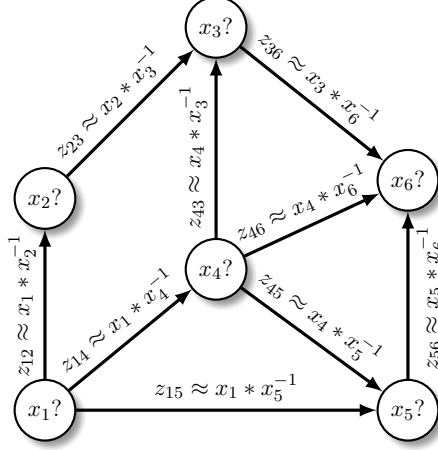 x₃?
z₂₃ ≈ x₂ * x₃⁻¹
z₃₆ ≈ x₃ * x₆⁻¹
z₄₃ ≈ x₄ * x₃⁻¹
x₂?
x₆?
z₄₆ ≈ x₄ * x₆⁻¹
z₁₂ ≈ x₁ * x₂⁻¹
x₄?
z₁₄ ≈ x₁ * x₄⁻¹
z₄₅ ≈ x₄ * x₅⁻¹
z₅₆ ≈ x₅ * x₆⁻¹
z₁₅ ≈ x₁ * x₅⁻¹
x₁?
x₅?